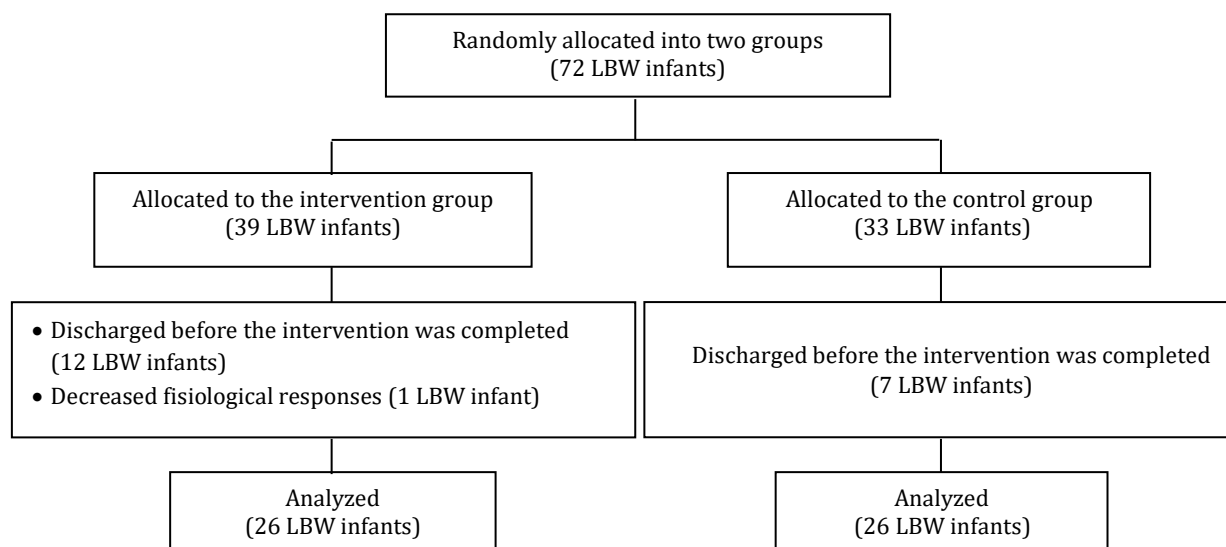 Randomly allocated into two groups
(72 LBW infants)
Allocated to the intervention group
(39 LBW infants)
Allocated to the control group
(33 LBW infants)
• Discharged before the intervention was completed
(12 LBW infants)
• Decreased fisiological responses (1 LBW infant)
Discharged before the intervention was completed
(7 LBW infants)
Analyzed
(26 LBW infants)
Analyzed
(26 LBW infants)